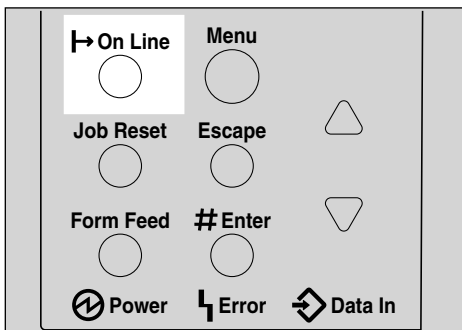 On Line Menu
Job Reset Escape
Form Feed # Enter
Power Error Data In